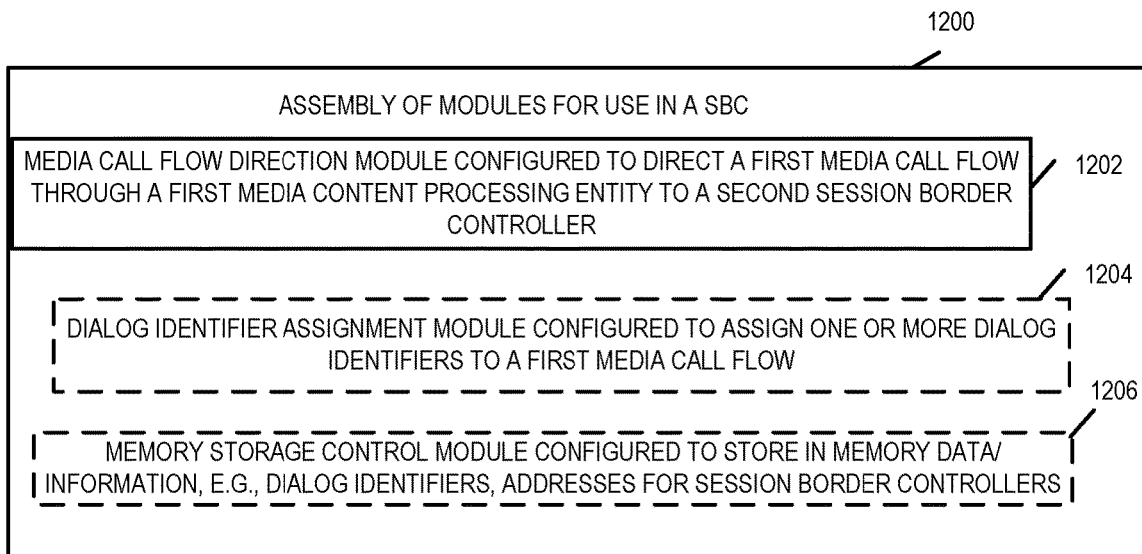 1200
ASSEMBLY OF MODULES FOR USE IN A SBC
MEDIA CALL FLOW DIRECTION MODULE CONFIGURED TO DIRECT A FIRST MEDIA CALL FLOW
THROUGH A FIRST MEDIA CONTENT PROCESSING ENTITY TO A SECOND SESSION BORDER
CONTROLLER
1202
1204
DIALOG IDENTIFIER ASSIGNMENT MODULE CONFIGURED TO ASSIGN ONE OR MORE DIALOG
IDENTIFIERS TO A FIRST MEDIA CALL FLOW
1206
MEMORY STORAGE CONTROL MODULE CONFIGURED TO STORE IN MEMORY DATA/
INFORMATION, E.G., DIALOG IDENTIFIERS, ADDRESSES FOR SESSION BORDER CONTROLLERS